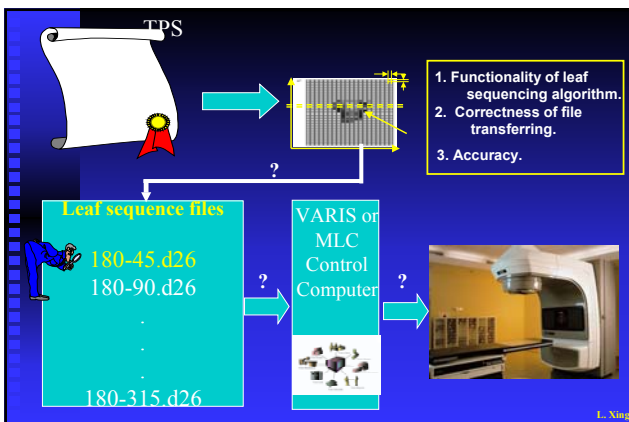 TPS
1. Functionality of leaf
sequencing algorithm.
2. Correctness of file
transferring.
3. Accuracy.
?
Leaf sequence files
180-45.d26
180-90.d26
.
.
.
180-315.d26
?
VARIS or
MLC
Control
Computer
?
L. Xing